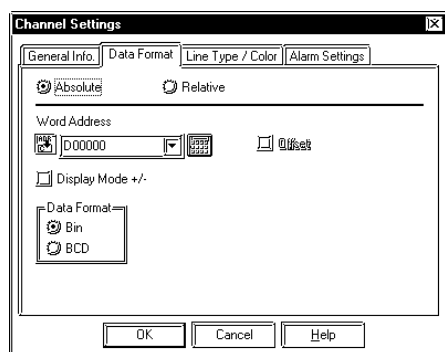 Channel Settings
General Info. Data Format Line Type / Color Alarm Settings
Absolute Relative
Word Address
D00000 Offset
Display Mode +/-
Data Format
Bin
BCD
OK Cancel Help